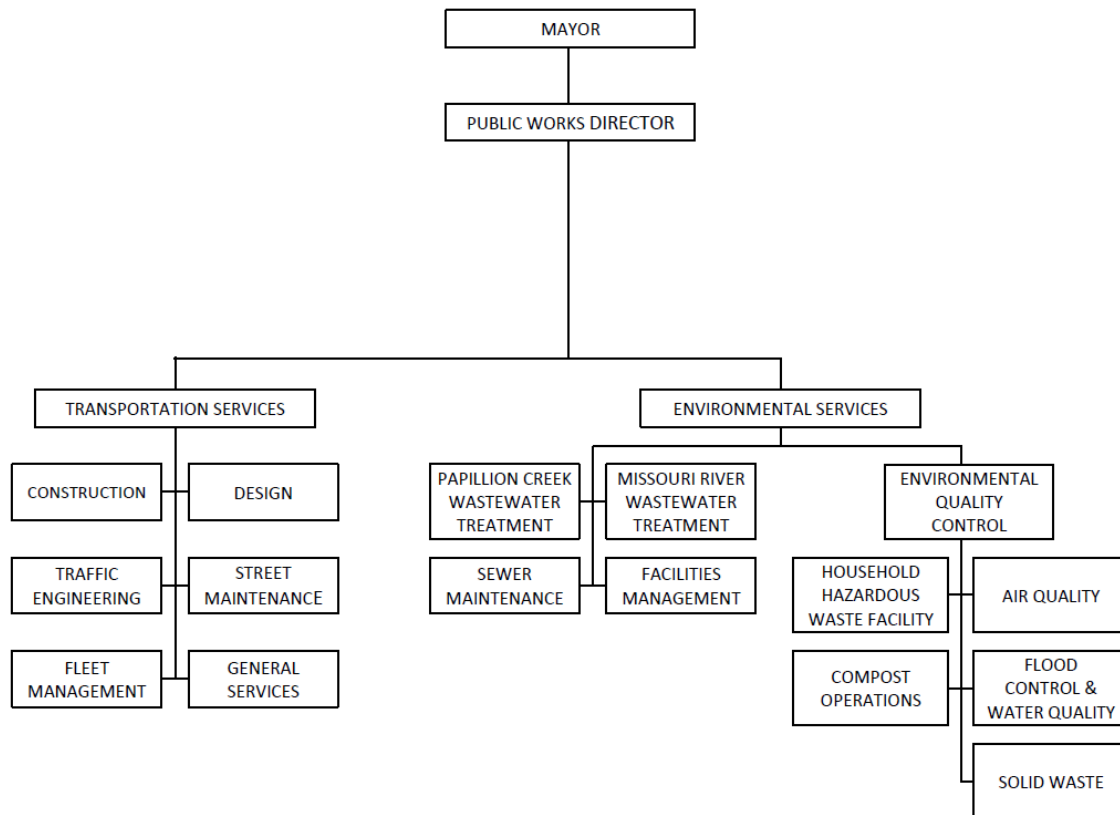 MAYOR
PUBLIC WORKS DIRECTOR
TRANSPORTATION SERVICES
ENVIRONMENTAL SERVICES
CONSTRUCTION
DESIGN
TRAFFIC
ENGINEERING
STREET
MAINTENANCE
FLEET
MANAGEMENT
GENERAL
SERVICES
PAPILLION CREEK
WASTEWATER
TREATMENT
MISSOURI RIVER
WASTEWATER
TREATMENT
SEWER
MAINTENANCE
FACILITIES
MANAGEMENT
ENVIRONMENTAL
QUALITY
CONTROL
HOUSEHOLD
HAZARDOUS
WASTE FACILITY
AIR QUALITY
COMPOST
OPERATIONS
FLOOD
CONTROL &
WATER QUALITY
SOLID WASTE